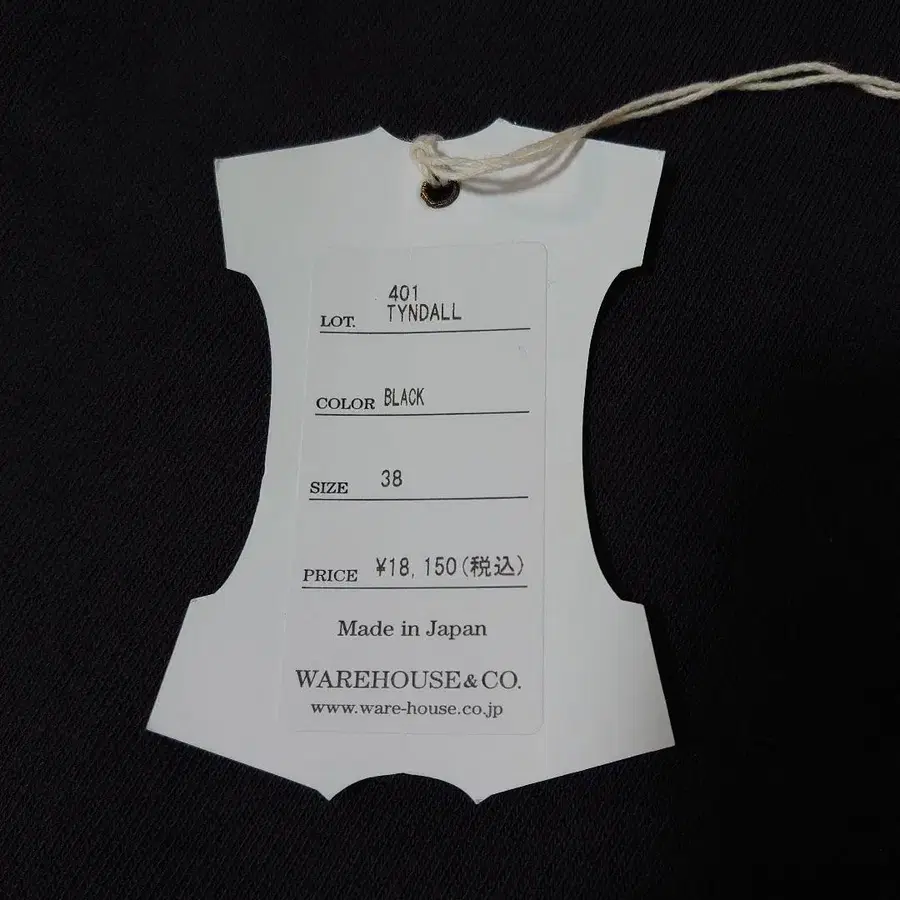 401
LOT. TYNDALL
COLOR BLACK
SIZE 38
PRICE ¥18,150(税込)
Made in Japan
WAREHOUSE & CO.
www.ware-house.co.jp